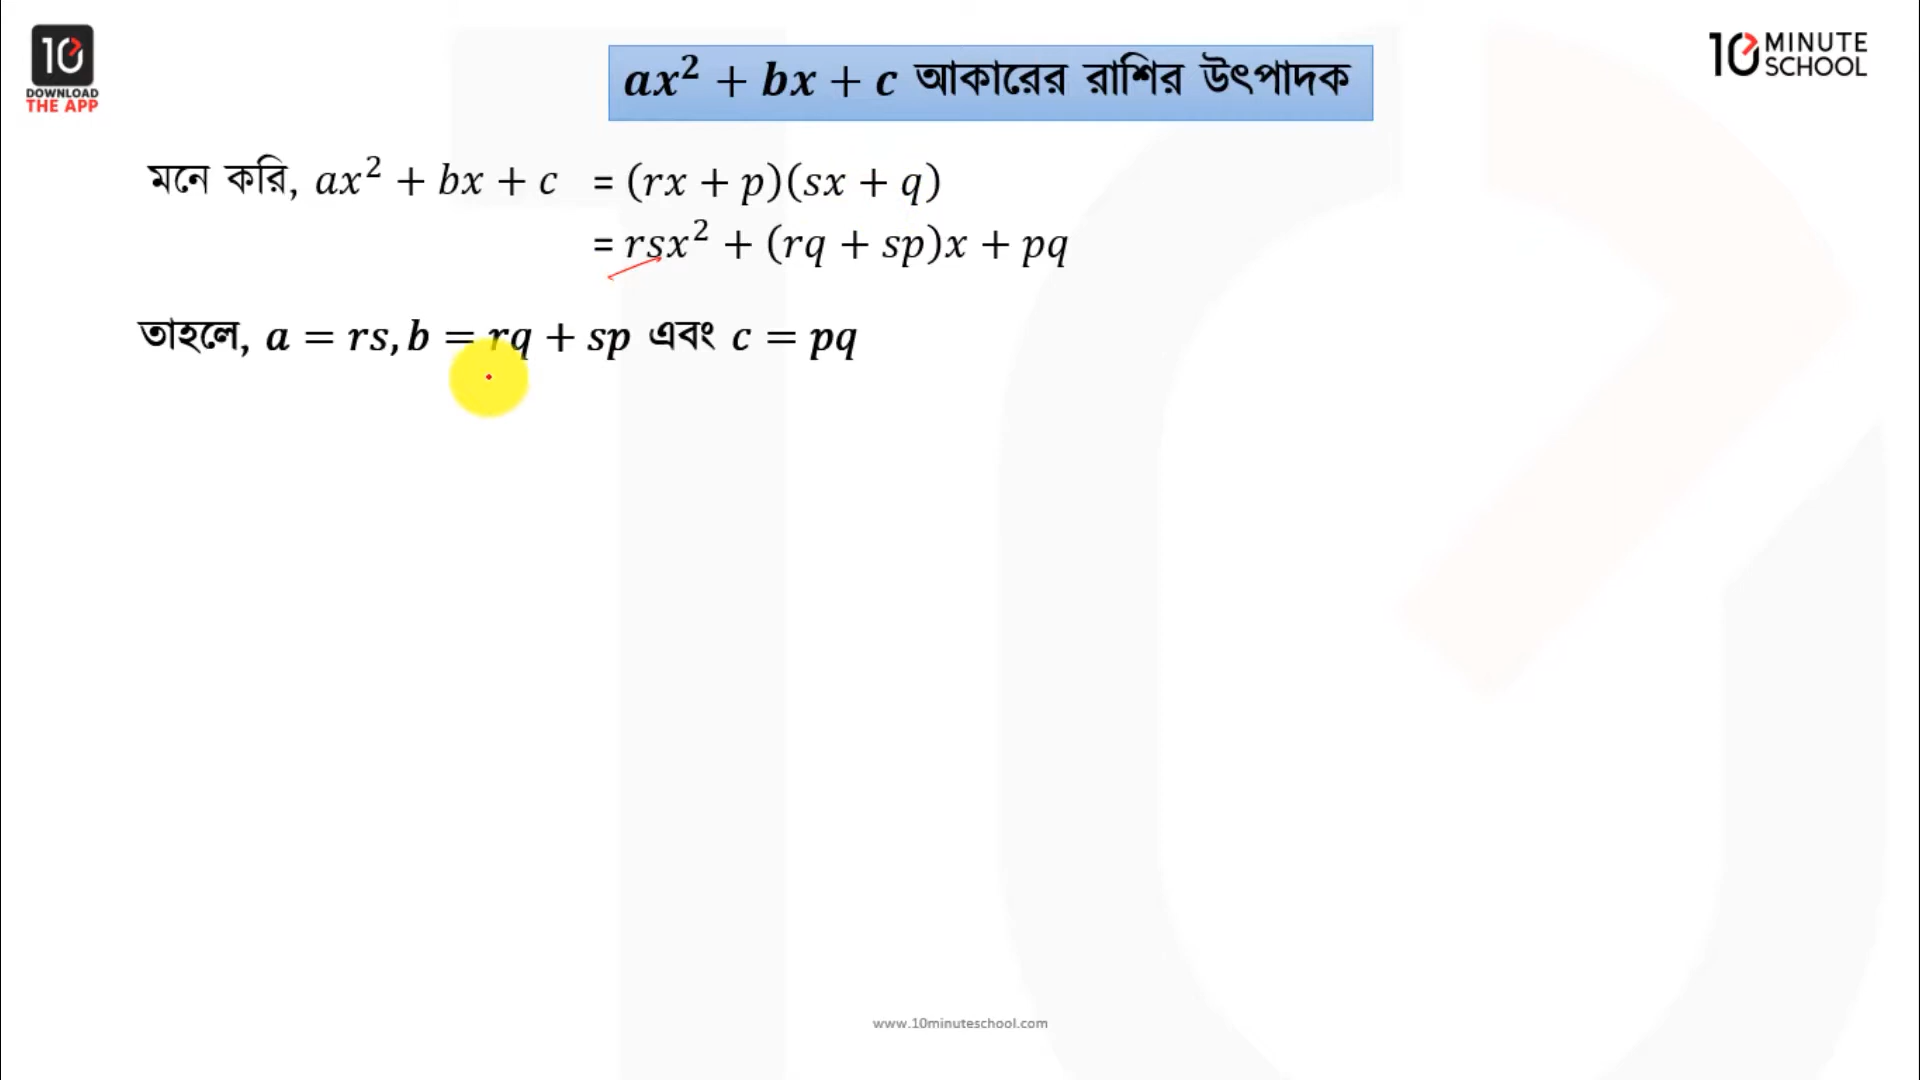 10
DOWNLOAD
THE APP
10 MINUTE
SCHOOL
ax² + bx + c আকারের রাশির উৎপাদক
মনে করি, ax² + bx + c = (rx + p)(sx + q)
= rsx² + (rq + sp)x + pq
তাহলে, a = rs, b = rq + sp এবং c = pq
www.10minuteschool.com